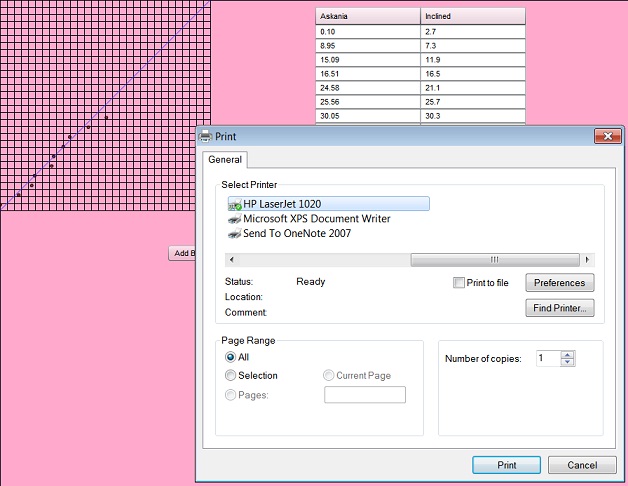 Askania Inclined
0.10 2.7
8.95 7.3
15.09 11.9
16.51 16.5
24.58 21.1
25.56 25.7
30.05 30.3
Add B
Print
General
Select Printer
HP LaserJet 1020
Microsoft XPS Document Writer
Send To OneNote 2007
Status: Ready
Print to file
Preferences
Location:
Comment:
Find Printer...
Page Range
All
Selection
Current Page
Pages:
Number of copies: 1
Print
Cancel